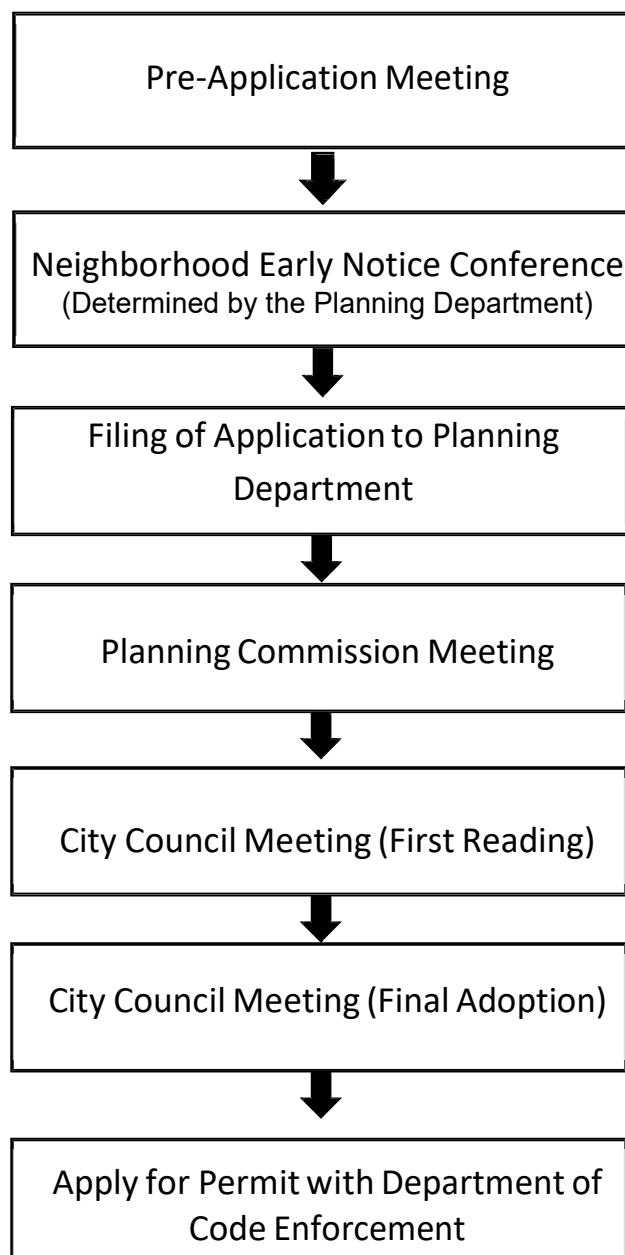 Pre-Application Meeting
Neighborhood Early Notice Conference
(Determined by the Planning Department)
Filing of Application to Planning
Department
Planning Commission Meeting
City Council Meeting (First Reading)
City Council Meeting (Final Adoption)
Apply for Permit with Department of
Code Enforcement